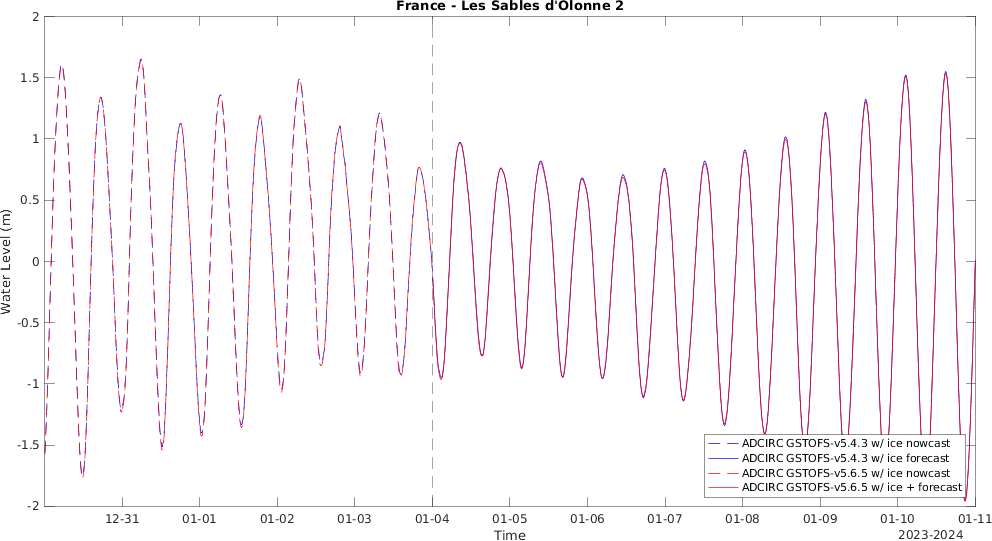 France - Les Sables d'Olonne 2
2
1.5
1
0.5
0
-0.5
-1
-1.5
-2
Water Level (m)
ADCIRC GSTOFS-v5.4.3 w/ ice nowcast
ADCIRC GSTOFS-v5.4.3 w/ ice forecast
ADCIRC GSTOFS-v5.6.5 w/ ice nowcast
ADCIRC GSTOFS-v5.6.5 w/ ice + forecast
12-31 01-01 01-02 01-03 01-04 01-05 01-06 01-07 01-08 01-09 01-10 01-11
Time
2023-2024